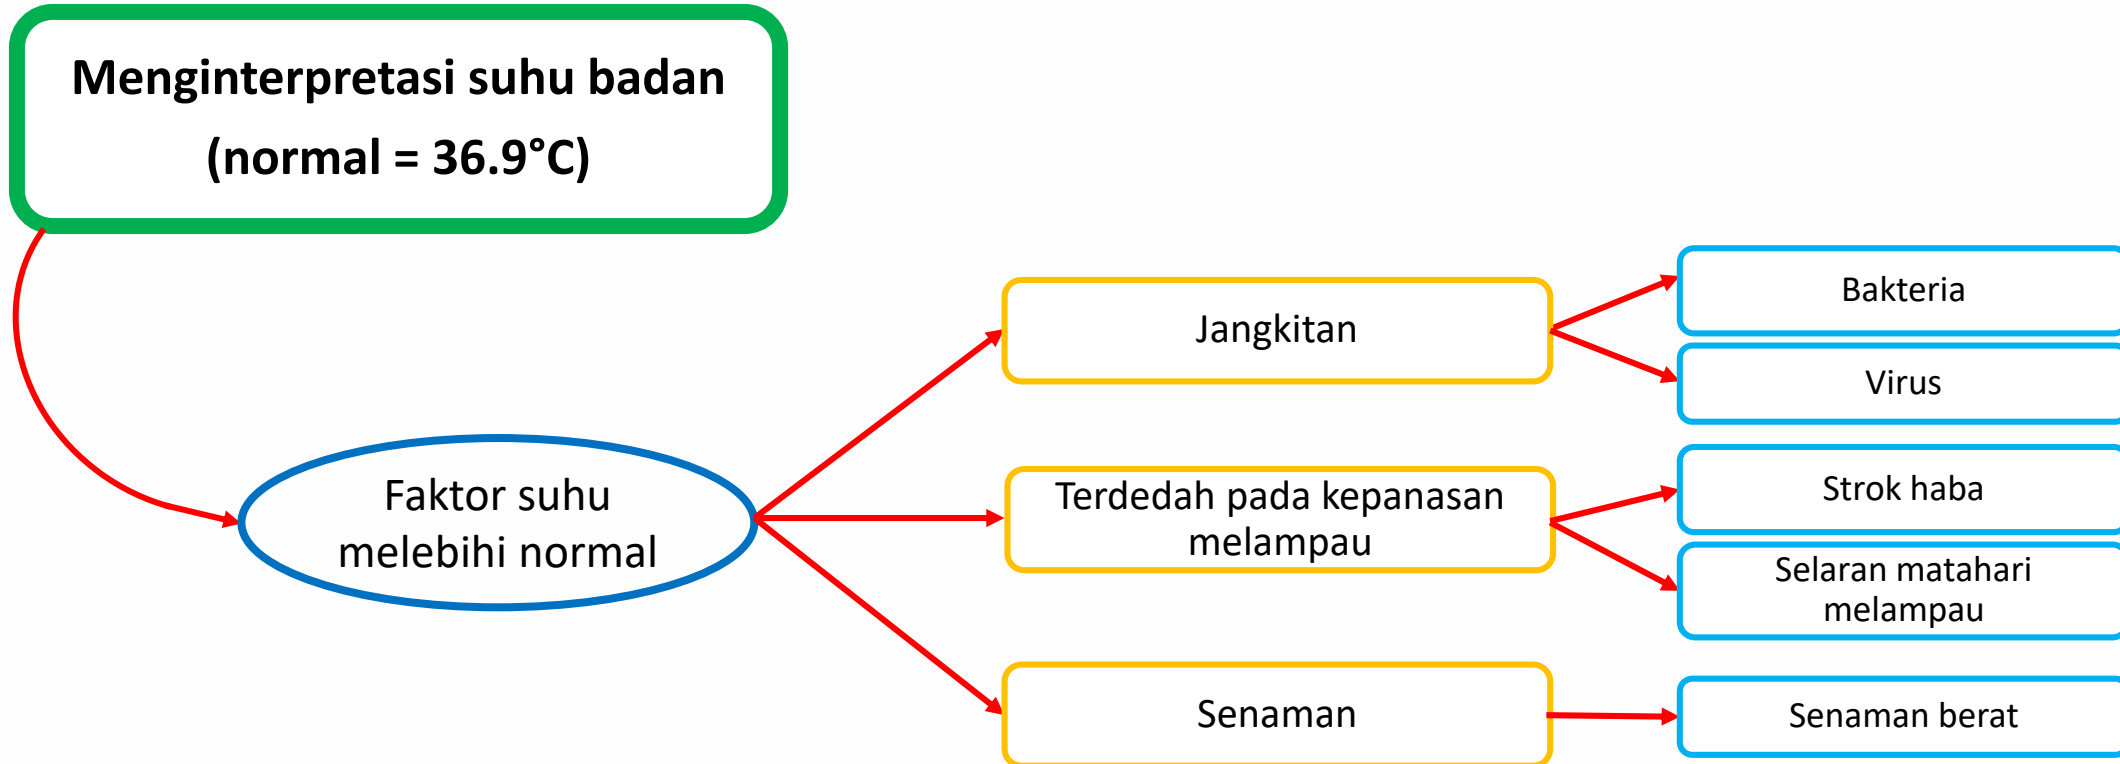 Menginterpretasi suhu badan
(normal = 36.9°C)
Faktor suhu
melebihi normal
Jangkitan
Bakteria
Virus
Terdedah pada kepanasan
melampau
Strok haba
Selaran matahari
melampau
Senaman
Senaman berat